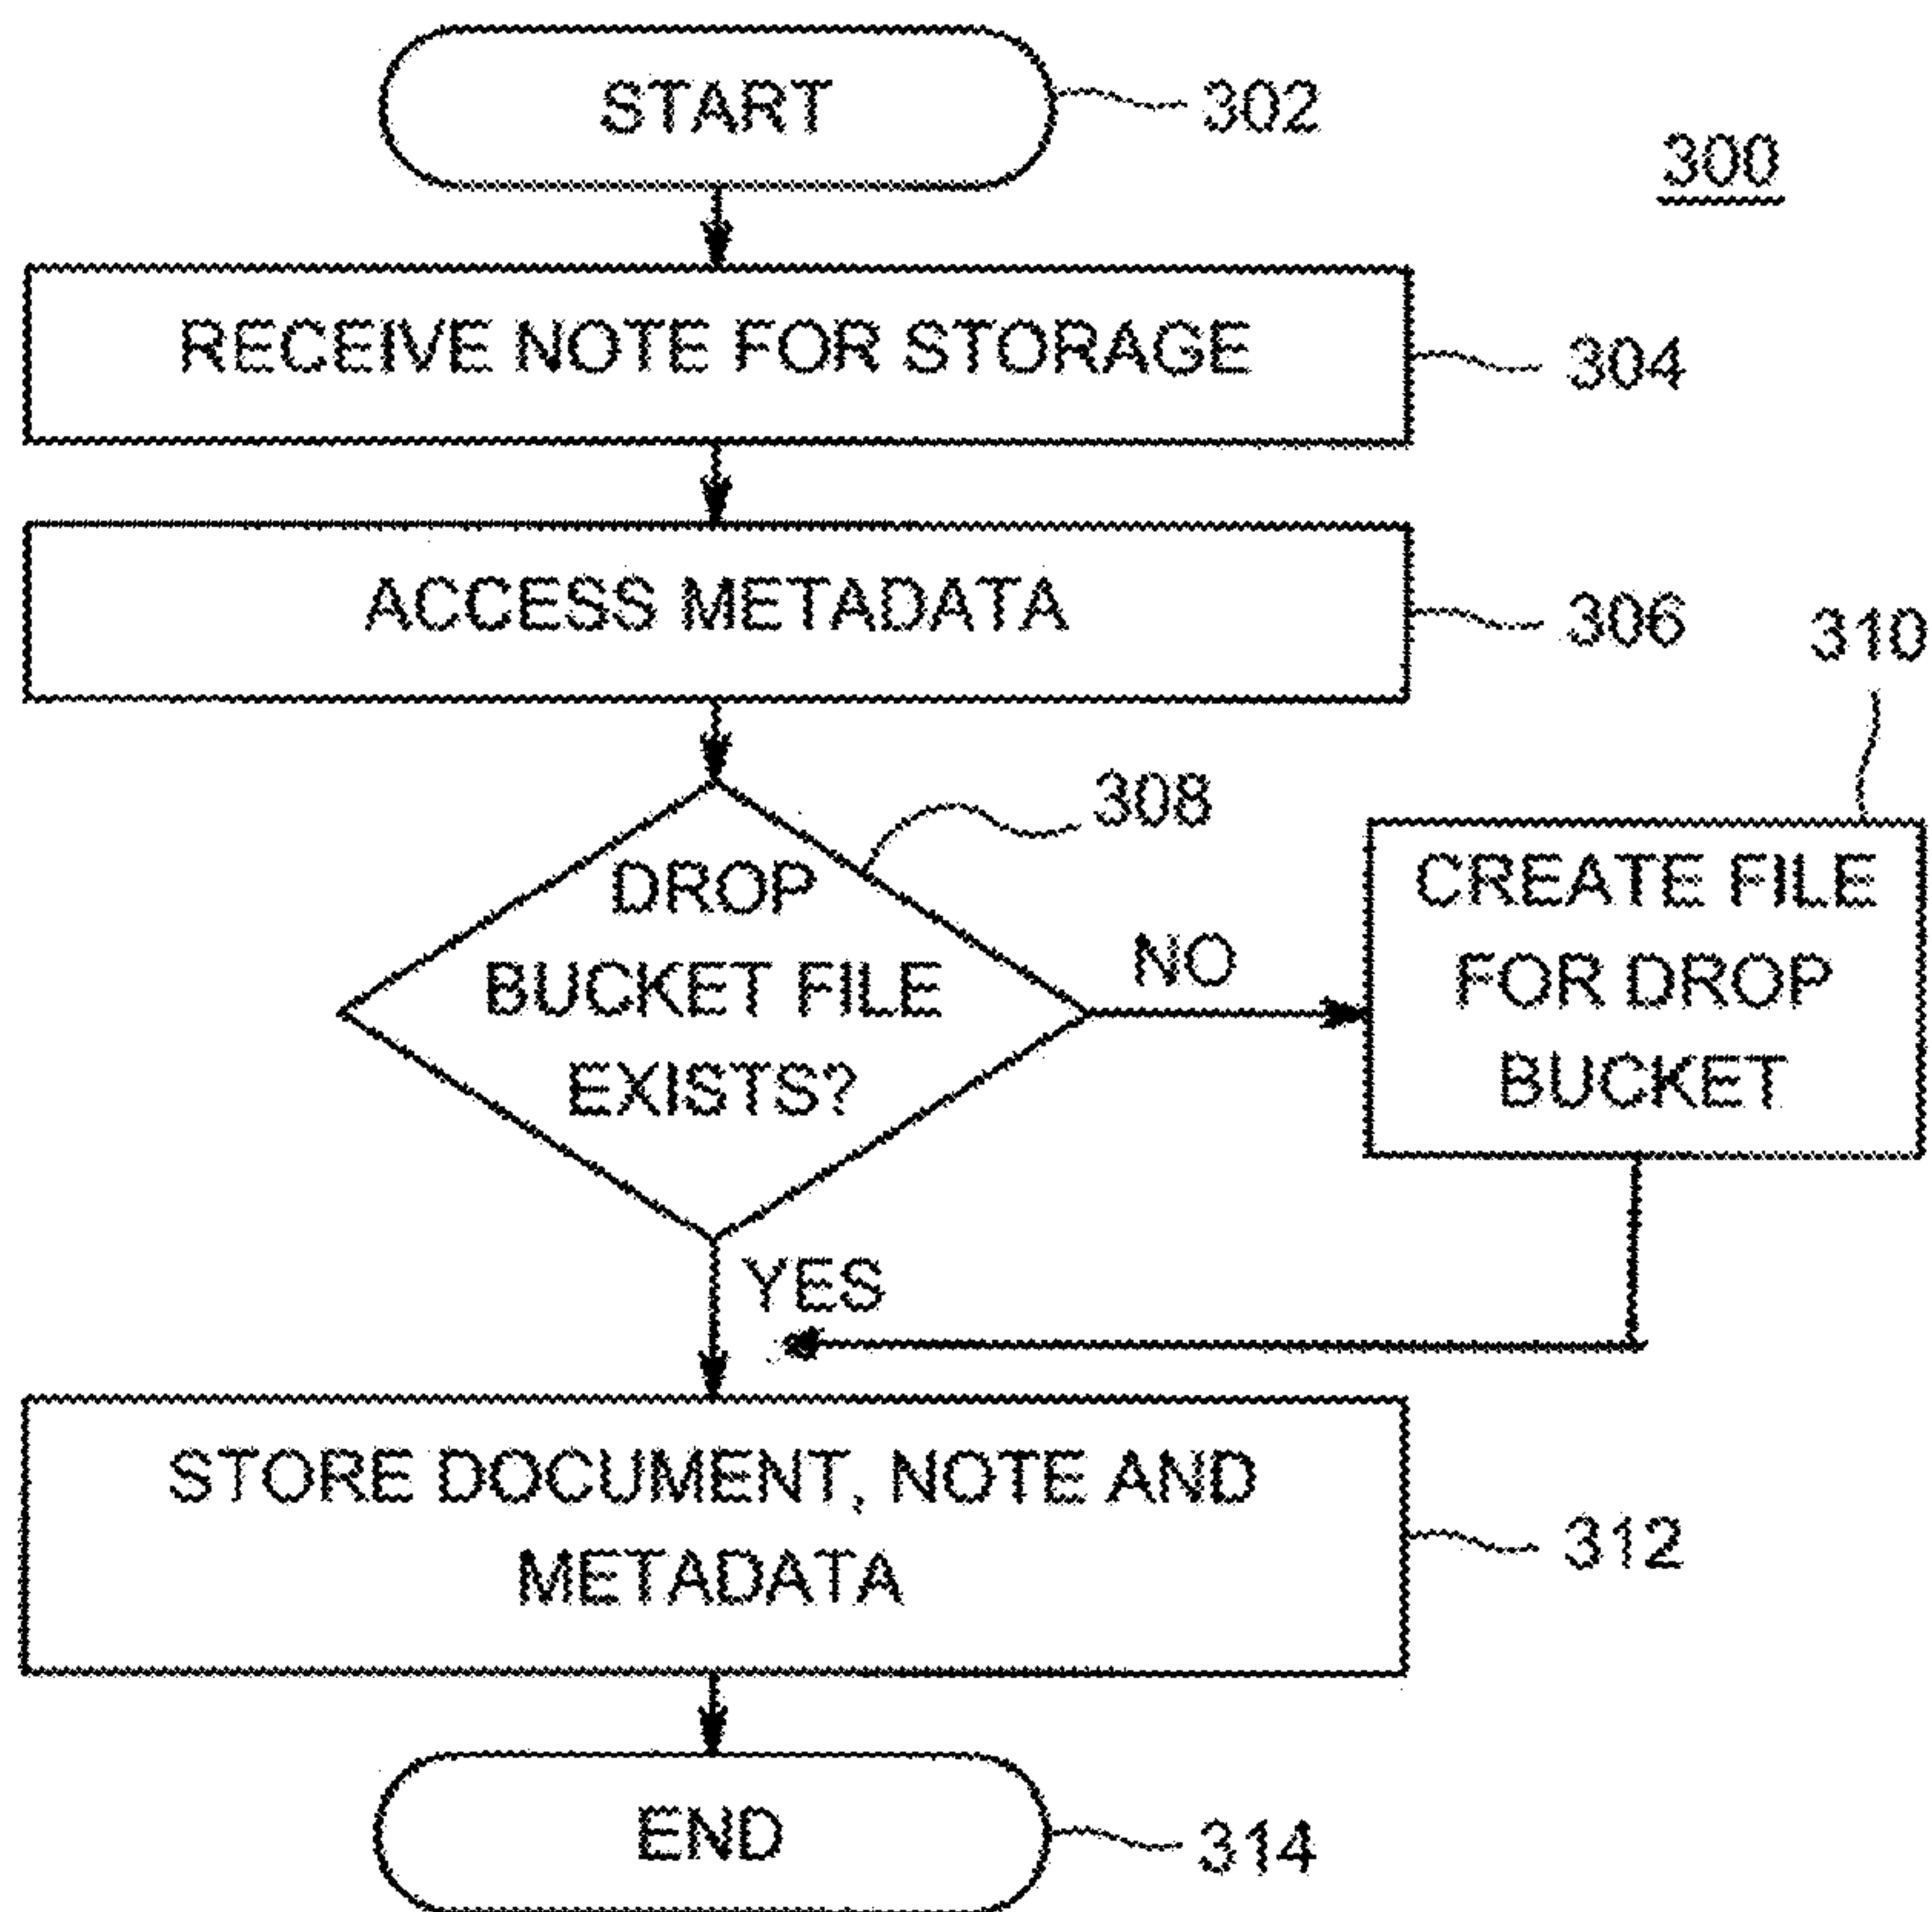 START
302
300
RECEIVE NOTE FOR STORAGE
304
ACCESS METADATA
306
310
308
DROP
BUCKET FILE
EXISTS?
NO
CREATE FILE
FOR DROP
BUCKET
YES
STORE DOCUMENT, NOTE AND
METADATA
312
END
314